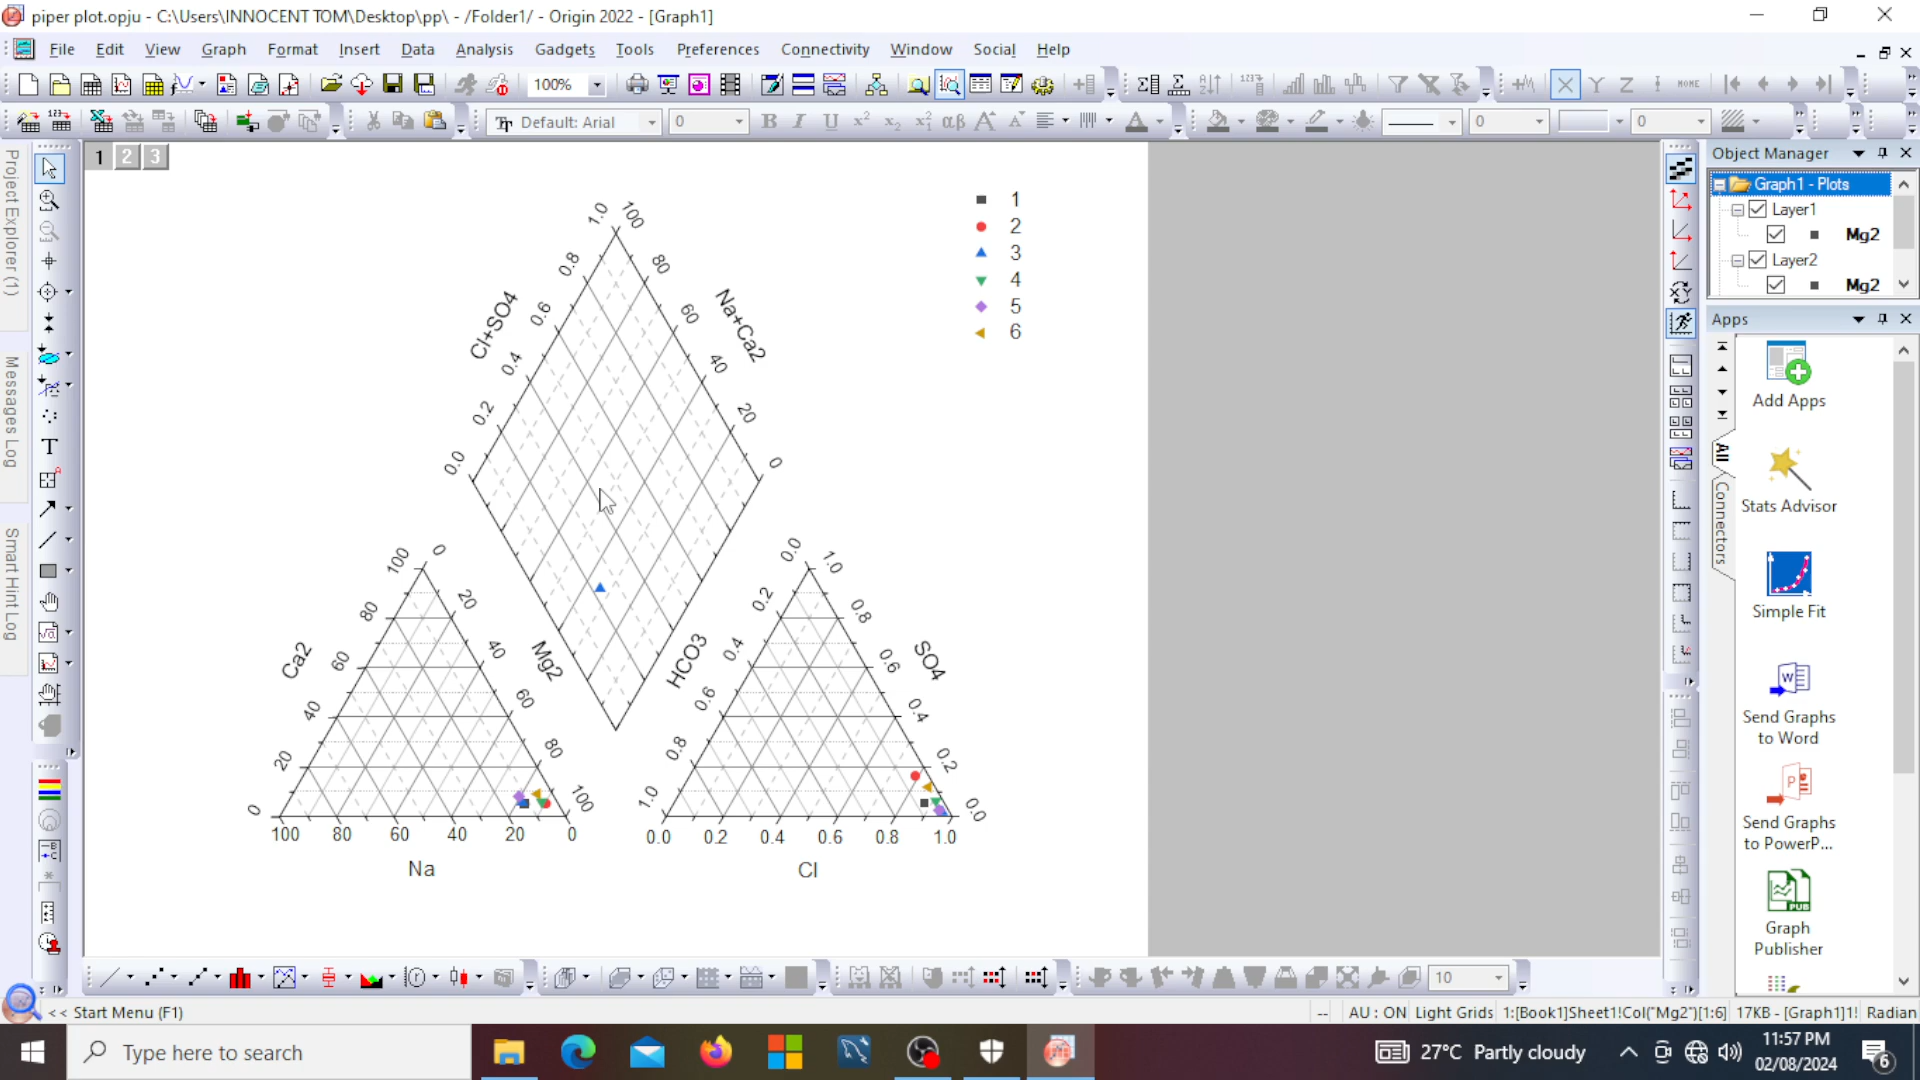 piper plot.opju - C:\Users\INNOCENT TOM\Desktop\pp\ - /Folder1/ - Origin 2022 - [Graph1]
File Edit View Graph Format Insert Data Analysis Gadgets Tools Preferences Connectivity Window Social Help
100%
X Y Z HOME
Default: Arial 0 B I U αβ A A A 0 0
Project Explorer (1)
Messages Log
Smart Hint Log
1 2 3
1
2
3
4
5
6
1.0 100
0.8 80
0.6 60
0.4 40
0.2 20
0.0 0
Cl+SO4
Na+Ca2
100 0
80 20
60 40
40 60
20 80
0 100
Ca2
Mg2
100 80 60 40 20 0
Na
0.0 1.0
0.2 0.8
0.4 0.6
0.6 0.4
0.8 0.2
1.0 0.0
HCO3
SO4
0.0 0.2 0.4 0.6 0.8 1.0
Cl
Object Manager
Graph1 - Plots
Layer1
Mg2
Layer2
Mg2
Apps
All
Connectors
Add Apps
Stats Advisor
Simple Fit
Send Graphs
to Word
Send Graphs
to PowerP...
Graph
Publisher
10
<< Start Menu (F1)
-- AU : ON Light Grids 1:[Book1]Sheet1!Col("Mg2")[1:6] 17KB - [Graph1]1! Radian
Type here to search
27°C Partly cloudy
11:57 PM
02/08/2024
6